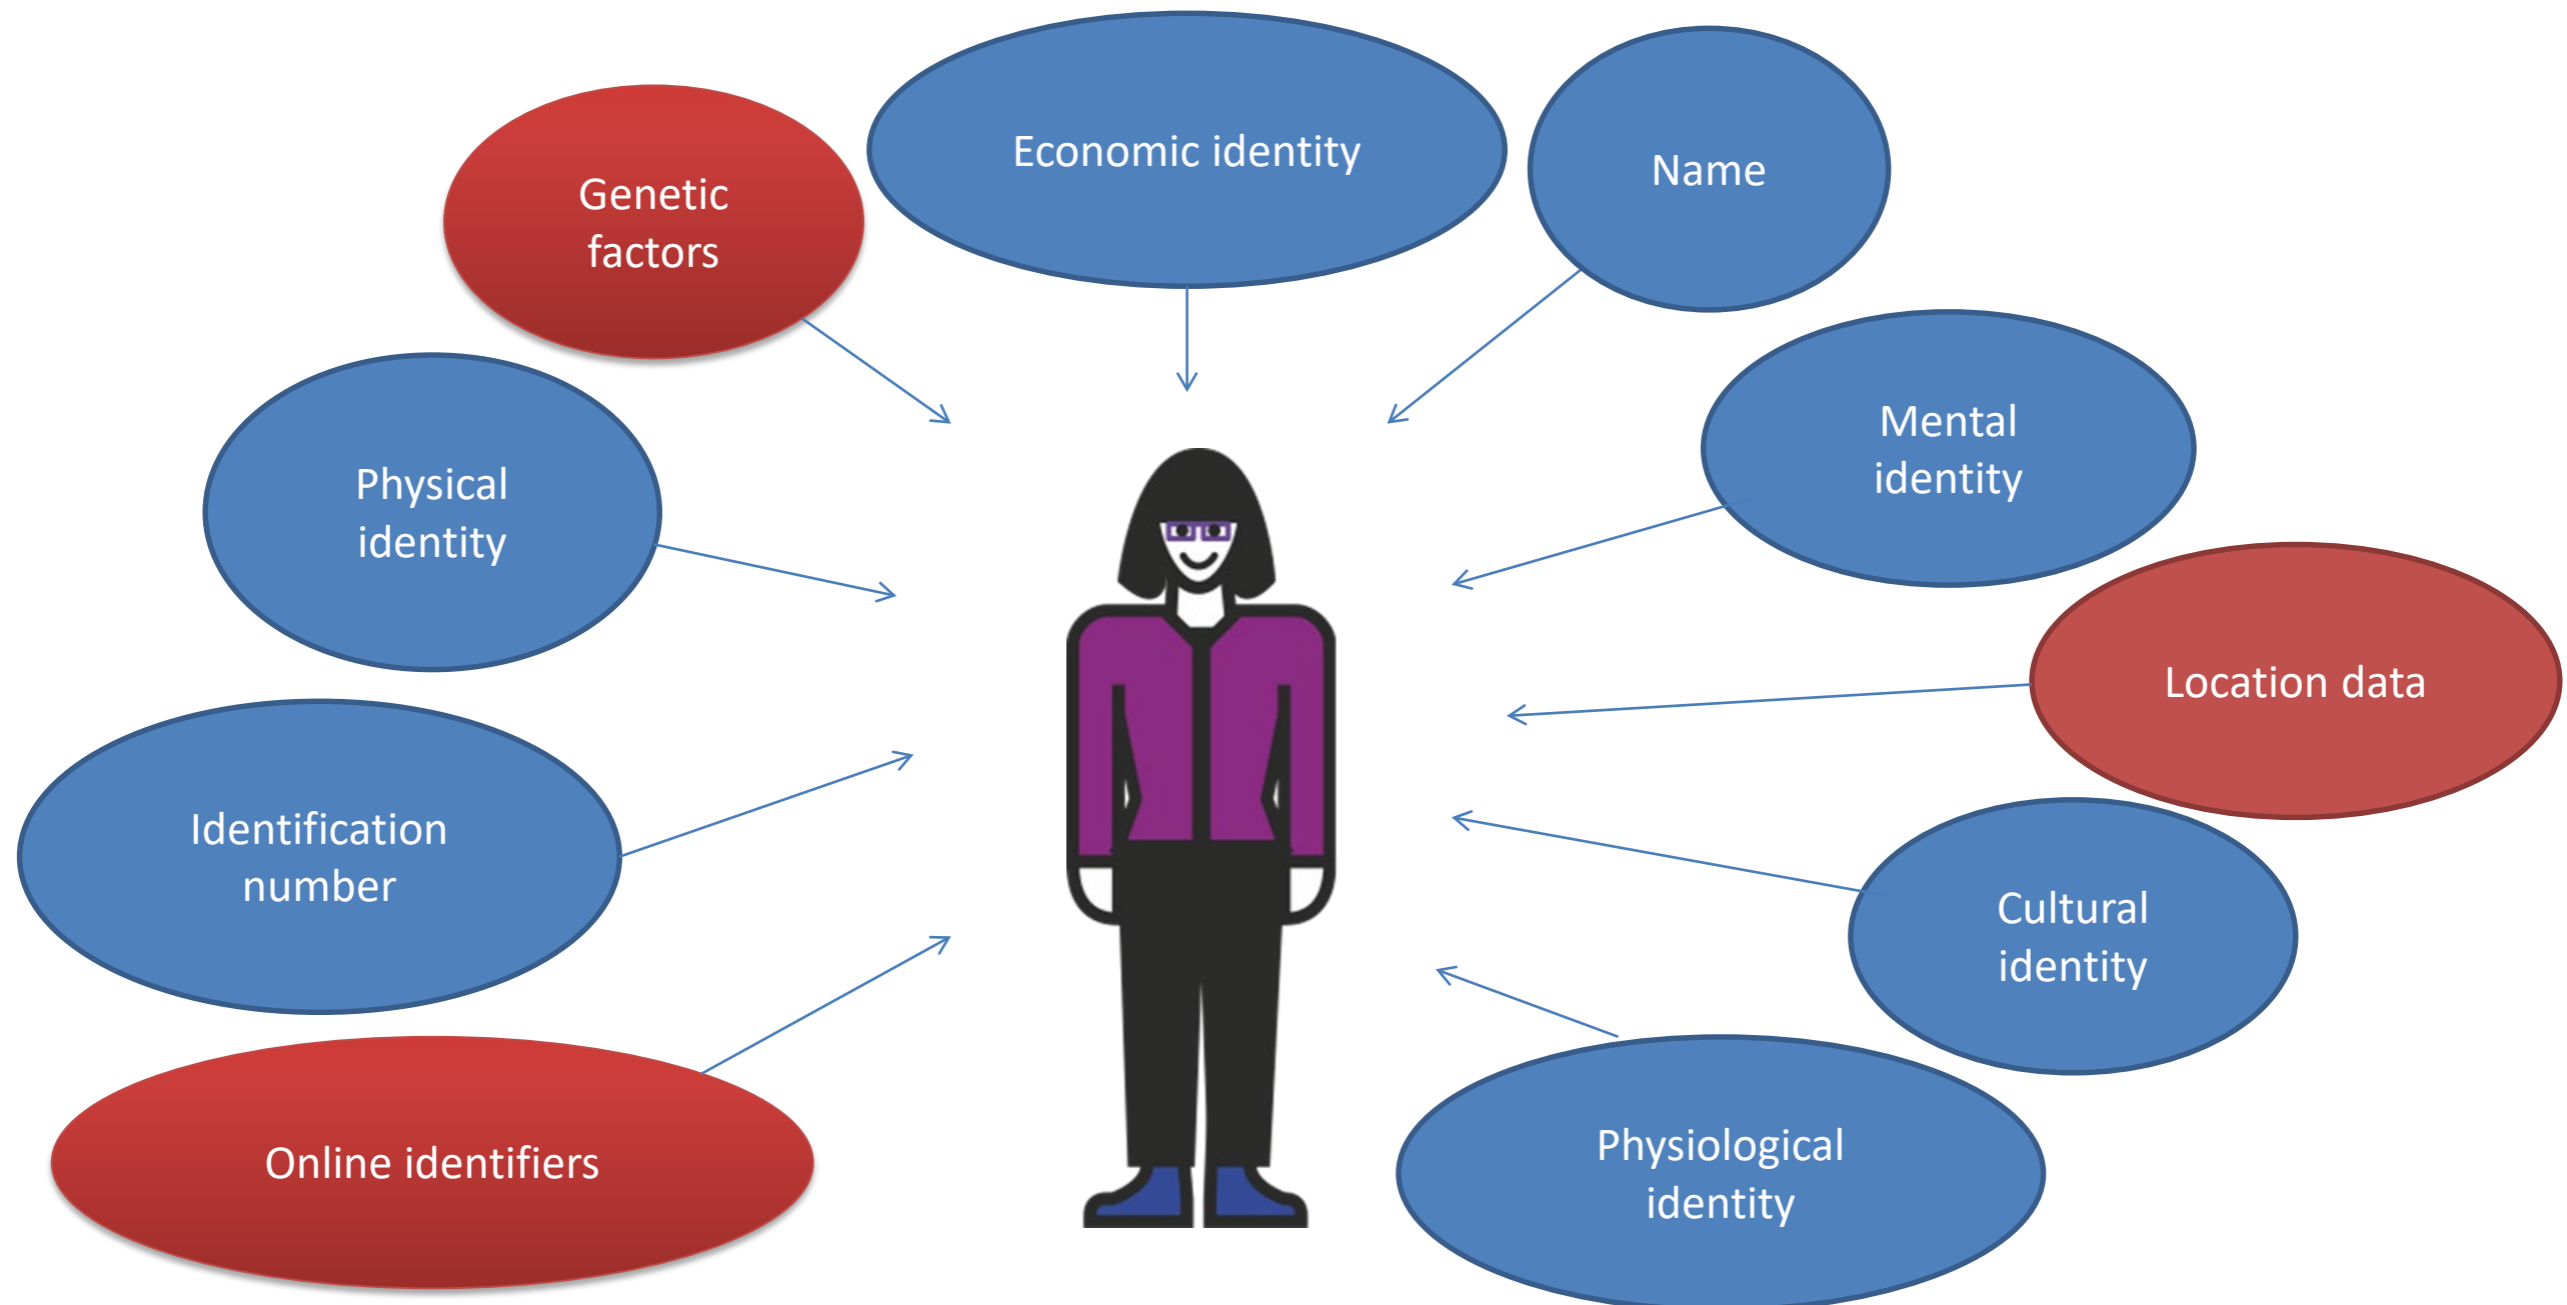 Economic identity
Name
Genetic
factors
Mental
identity
Physical
identity
Location data
Identification
number
Cultural
identity
Online identifiers
Physiological
identity